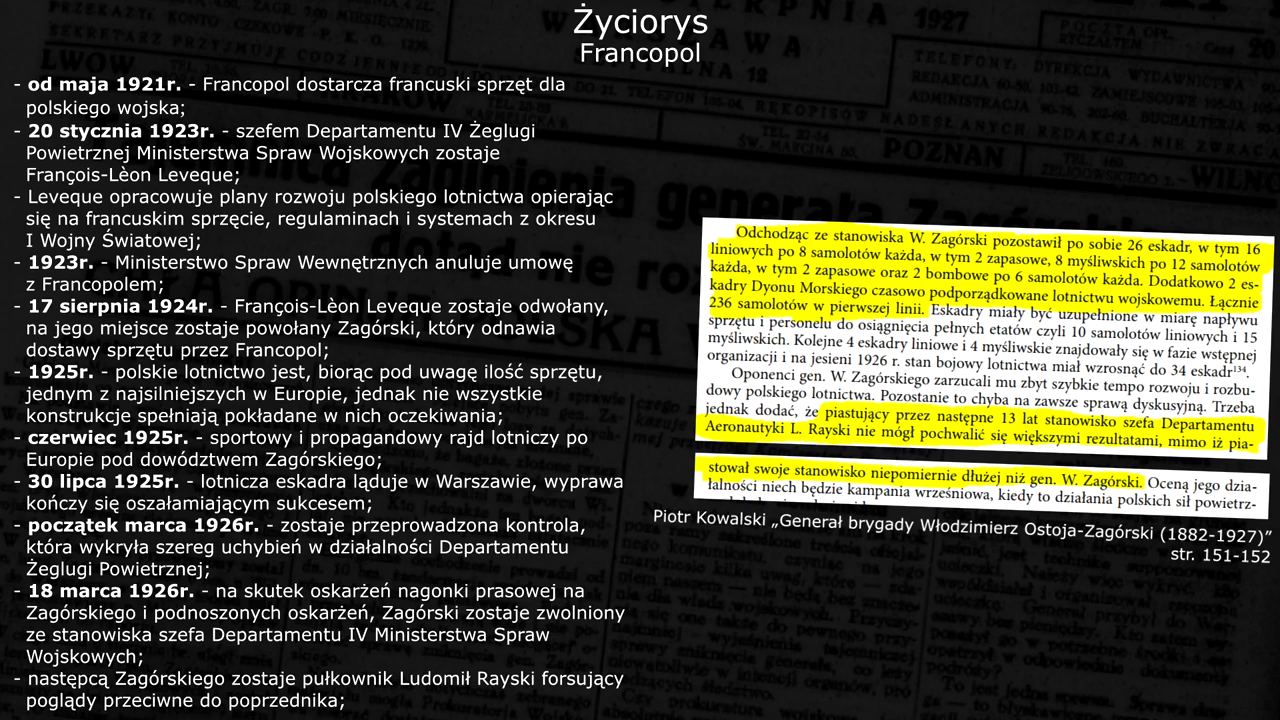 Życiorys
Francopol
- od maja 1921r. - Francopol dostarcza francuski sprzęt dla
polskiego wojska;
- 20 stycznia 1923r. - szefem Departamentu IV Żeglugi
Powietrznej Ministerstwa Spraw Wojskowych zostaje
François-Lèon Leveque;
- Leveque opracowuje plany rozwoju polskiego lotnictwa opierając
się na francuskim sprzęcie, regulaminach i systemach z okresu
I Wojny Światowej;
- 1923r. - Ministerstwo Spraw Wewnętrznych anuluje umowę
z Francopolem;
- 17 sierpnia 1924r. - François-Lèon Leveque zostaje odwołany,
na jego miejsce zostaje powołany Zagórski, który odnawia
dostawy sprzętu przez Francopol;
- 1925r. - polskie lotnictwo jest, biorąc pod uwagę ilość sprzętu,
jednym z najsilniejszych w Europie, jednak nie wszystkie
konstrukcje spełniają pokładane w nich oczekiwania;
- czerwiec 1925r. - sportowy i propagandowy rajd lotniczy po
Europie pod dowództwem Zagórskiego;
- 30 lipca 1925r. - lotnicza eskadra ląduje w Warszawie, wyprawa
kończy się oszałamiającym sukcesem;
- początek marca 1926r. - zostaje przeprowadzona kontrola,
która wykryła szereg uchybień w działalności Departamentu
Żeglugi Powietrznej;
- 18 marca 1926r. - na skutek oskarżeń nagonki prasowej na
Zagórskiego i podnoszonych oskarżeń, Zagórski zostaje zwolniony
ze stanowiska szefa Departamentu IV Ministerstwa Spraw
Wojskowych;
- następcą Zagórskiego zostaje pułkownik Ludomił Rayski forsujący
poglądy przeciwne do poprzednika;
Odchodząc ze stanowiska W. Zagórski pozostawił po sobie 26 eskadr, w tym 16
liniowych po 8 samolotów każda, w tym 2 zapasowe, 8 myśliwskich po 12 samolotów
każda, w tym 2 zapasowe oraz 2 bombowe po 6 samolotów każda. Dodatkowo 2 es-
kadry Dyonu Morskiego czasowo podporządkowane lotnictwu wojskowemu. Łącznie
236 samolotów w pierwszej linii. Eskadry miały być uzupełnione w miarę napływu
sprzętu i personelu do osiągnięcia pełnych etatów czyli 10 samolotów liniowych i 15
myśliwskich. Kolejne 4 eskadry liniowe i 4 myśliwskie znajdowały się w fazie wstępnej
organizacji i na jesieni 1926 r. stan bojowy lotnictwa miał wzrosnąć do 34 eskadr¹³⁴.
Oponenci gen. W. Zagórskiego zarzucali mu zbyt szybkie tempo rozwoju i rozbu-
dowy polskiego lotnictwa. Pozostanie to chyba na zawsze sprawą dyskusyjną. Trzeba
jednak dodać, że piastujący przez następne 13 lat stanowisko szefa Departamentu
Aeronautyki L. Rayski nie mógł pochwalić się większymi rezultatami, mimo iż pia-
stował swoje stanowisko niepomiernie dłużej niż gen. W. Zagórski. Oceną jego dzia-
łalności niech będzie kampania wrześniowa, kiedy to działania polskich sił powietrz-
Piotr Kowalski „Generał brygady Włodzimierz Ostoja-Zagórski (1882-1927)”
str. 151-152